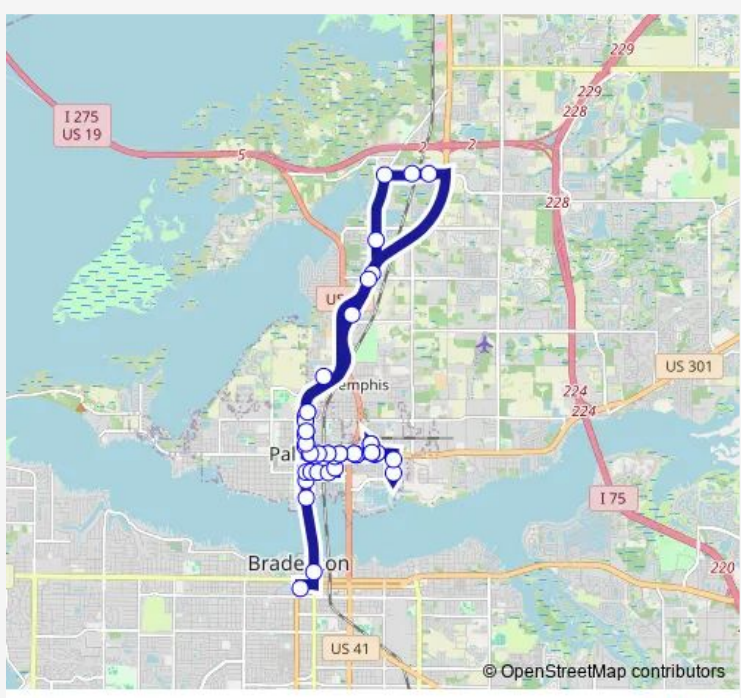 229
229
228
I 275
US 19
5
2
2
228
US
US 301
emphis
224
224
Pal
I 75
Brade on
220
US 41
© OpenStreetMap contributors